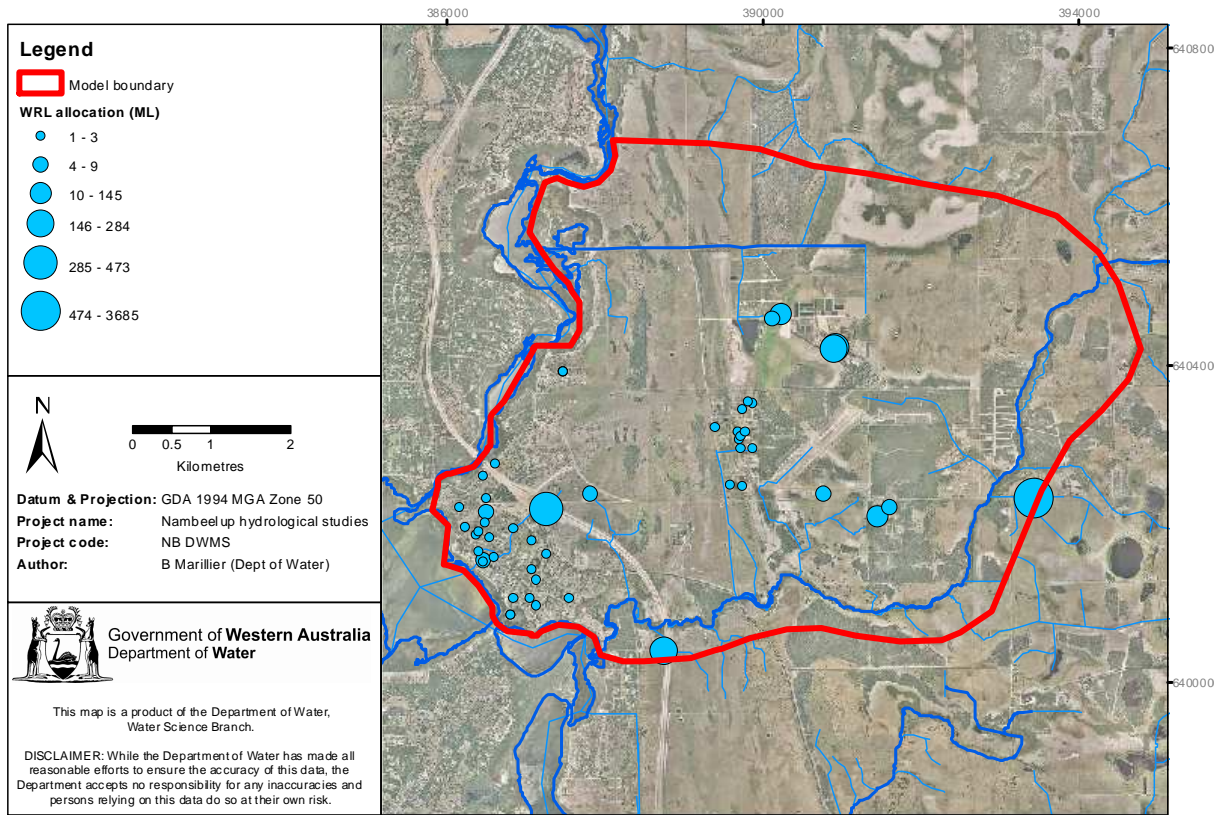 386000 390000 394000
Legend
Model boundary
WRL allocation (ML)
1 - 3
4 - 9
10 - 145
146 - 284
285 - 473
474 - 3685
640800
640400
640000
N
0 0.5 1 2
Kilometres
Datum & Projection: GDA 1994 MGA Zone 50
Project name: Nambeelup hydrological studies
Project code: NB DWMS
Author: B Marillier (Dept of Water)
Government of Western Australia
Department of Water
This map is a product of the Department of Water,
Water Science Branch.
DISCLAIMER: While the Department of Water has made all
reasonable efforts to ensure the accuracy of this data, the
Department accepts no responsibility for any inaccuracies and
persons relying on this data do so at their own risk.